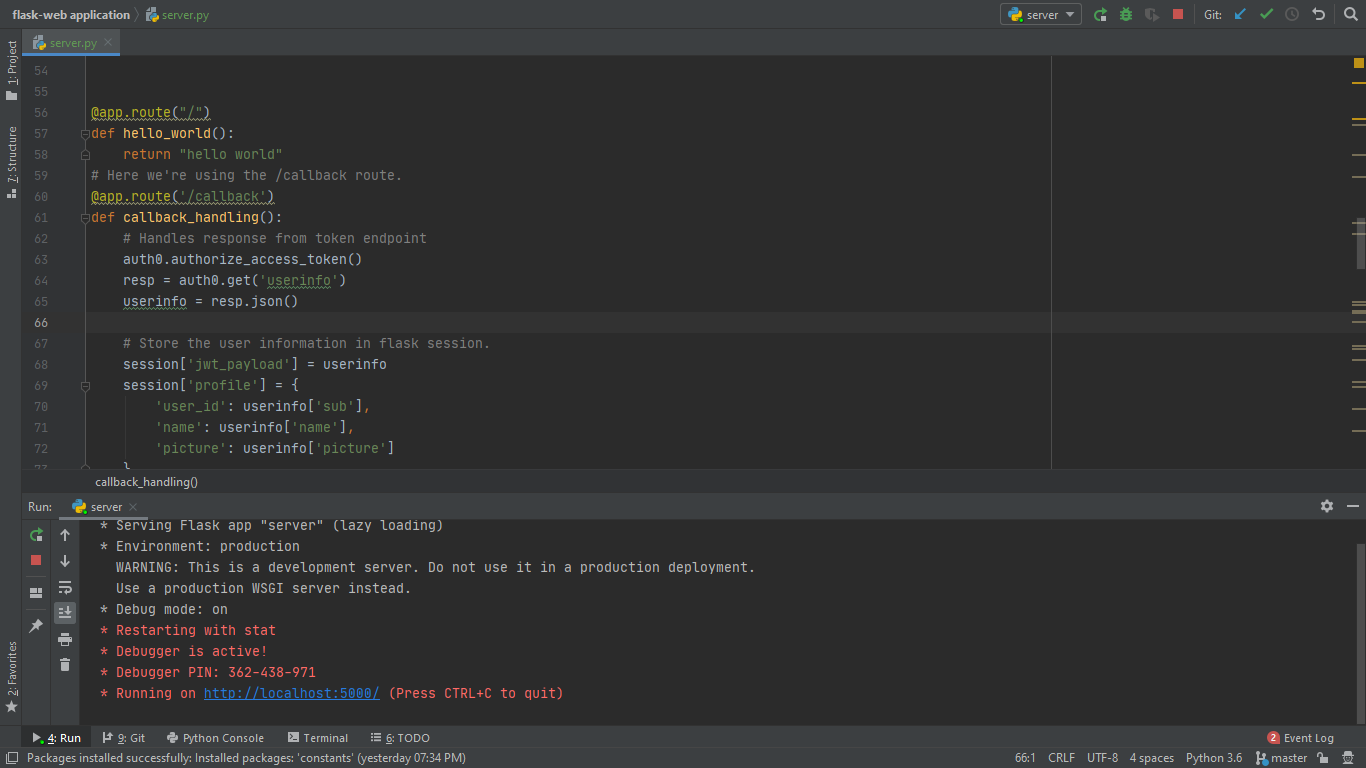 flask-web application
server.py
server
Git:
server.py
1: Project
7: Structure
2: Favorites
54
55
56 @app.route("/")
57 def hello_world():
58 return "hello world"
59 # Here we're using the /callback route.
60 @app.route('/callback')
61 def callback_handling():
62 # Handles response from token endpoint
63 auth0.authorize_access_token()
64 resp = auth0.get('userinfo')
65 userinfo = resp.json()
66
67 # Store the user information in flask session.
68 session['jwt_payload'] = userinfo
69 session['profile'] = {
70 'user_id': userinfo['sub'],
71 'name': userinfo['name'],
72 'picture': userinfo['picture']
73 }
callback_handling()
Run: server
* Serving Flask app "server" (lazy loading)
* Environment: production
WARNING: This is a development server. Do not use it in a production deployment.
Use a production WSGI server instead.
* Debug mode: on
* Restarting with stat
* Debugger is active!
* Debugger PIN: 362-438-971
* Running on http://localhost:5000/ (Press CTRL+C to quit)
4: Run 9: Git Python Console Terminal 6: TODO 2 Event Log
Packages installed successfully: Installed packages: 'constants' (yesterday 07:34 PM) 66:1 CRLF UTF-8 4 spaces Python 3.6 master